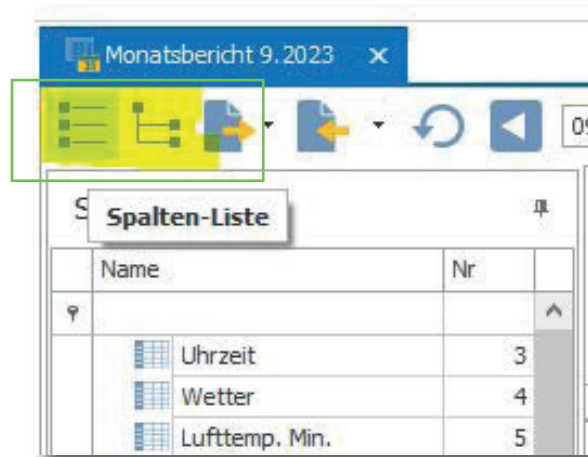 Monatsbericht 9.2023
Spalten-Liste
Name Nr
Uhrzeit 3
Wetter 4
Lufttemp. Min. 5